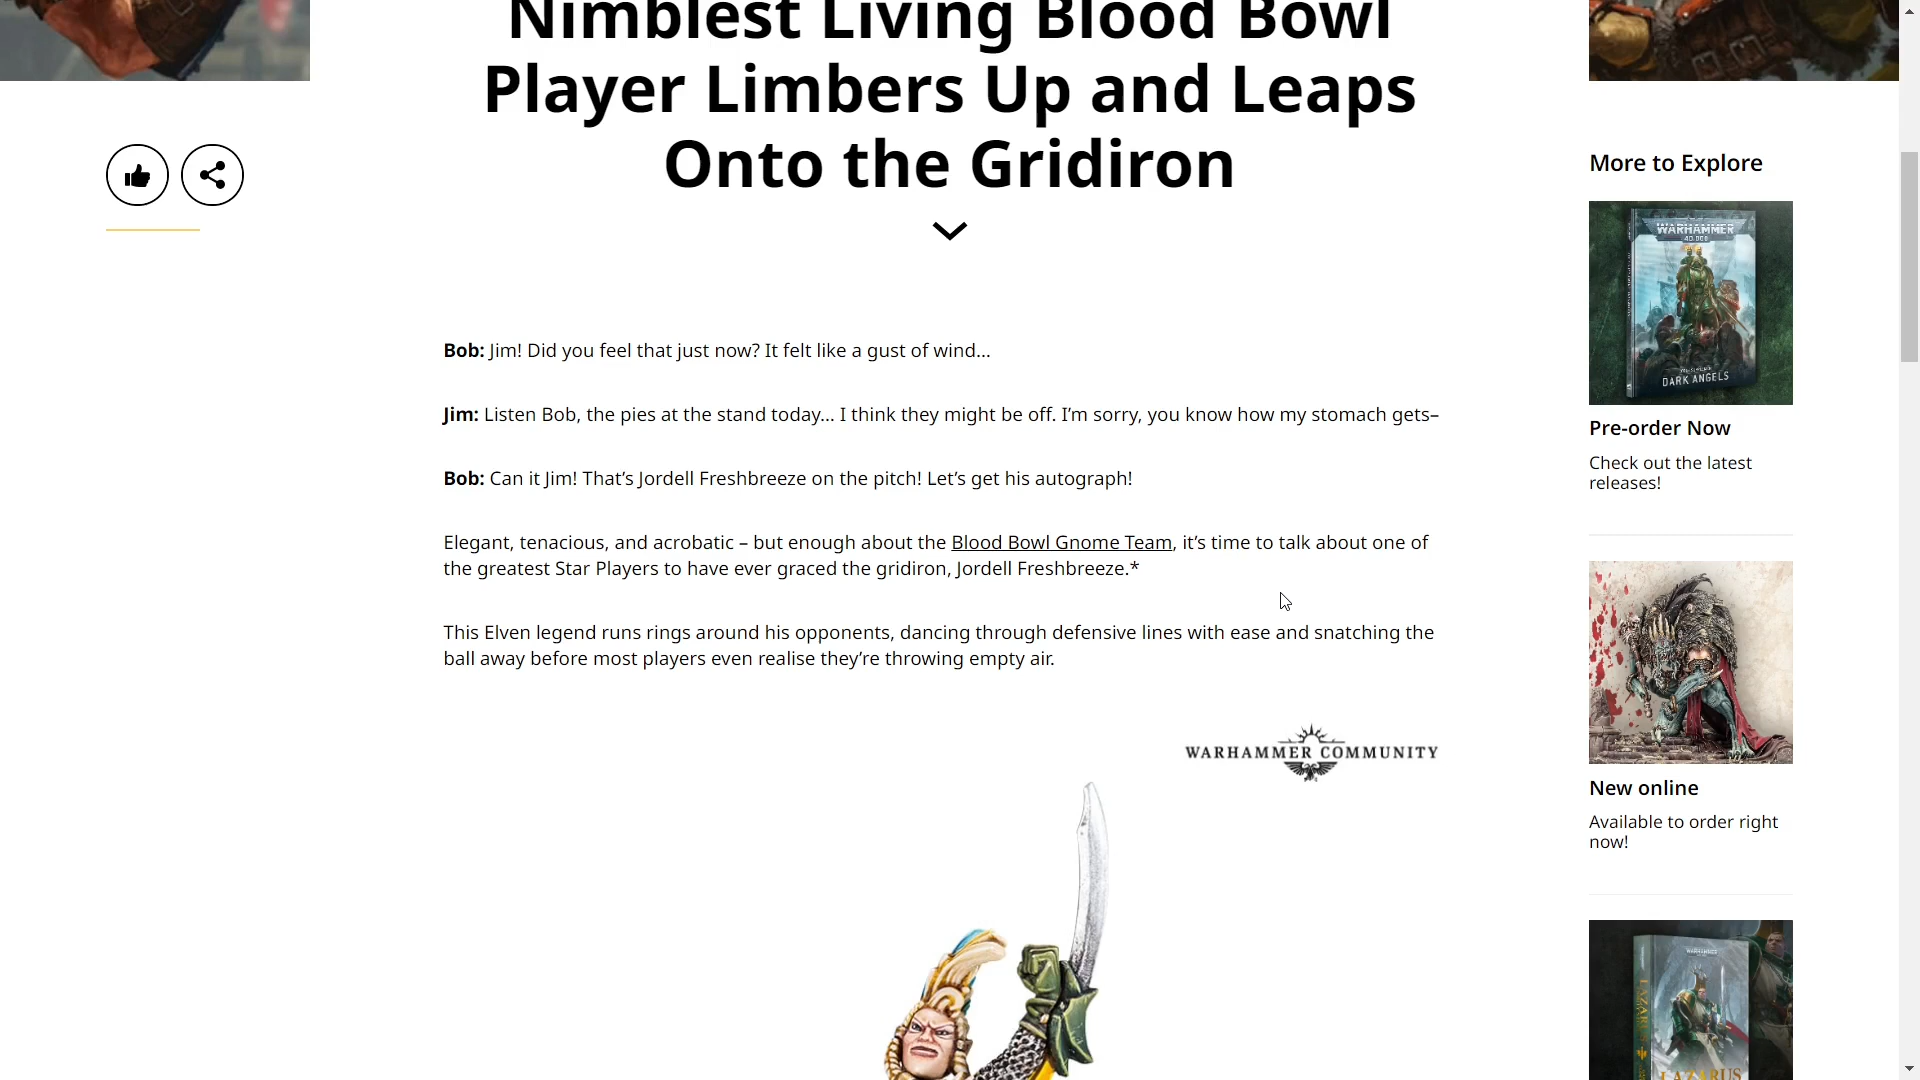 Nimblest Living Blood Bowl
Player Limbers Up and Leaps
Onto the Gridiron
Bob: Jim! Did you feel that just now? It felt like a gust of wind...
Jim: Listen Bob, the pies at the stand today... I think they might be off. I’m sorry, you know how my stomach gets–
Bob: Can it Jim! That’s Jordell Freshbreeze on the pitch! Let’s get his autograph!
Elegant, tenacious, and acrobatic – but enough about the Blood Bowl Gnome Team, it’s time to talk about one of
the greatest Star Players to have ever graced the gridiron, Jordell Freshbreeze.*
This Elven legend runs rings around his opponents, dancing through defensive lines with ease and snatching the
ball away before most players even realise they’re throwing empty air.
WARHAMMER COMMUNITY
More to Explore
WARHAMMER
40,000
DARK ANGELS
Pre-order Now
Check out the latest
releases!
New online
Available to order right
now!
WARHAMMER
LAZARUS
LAZARUS